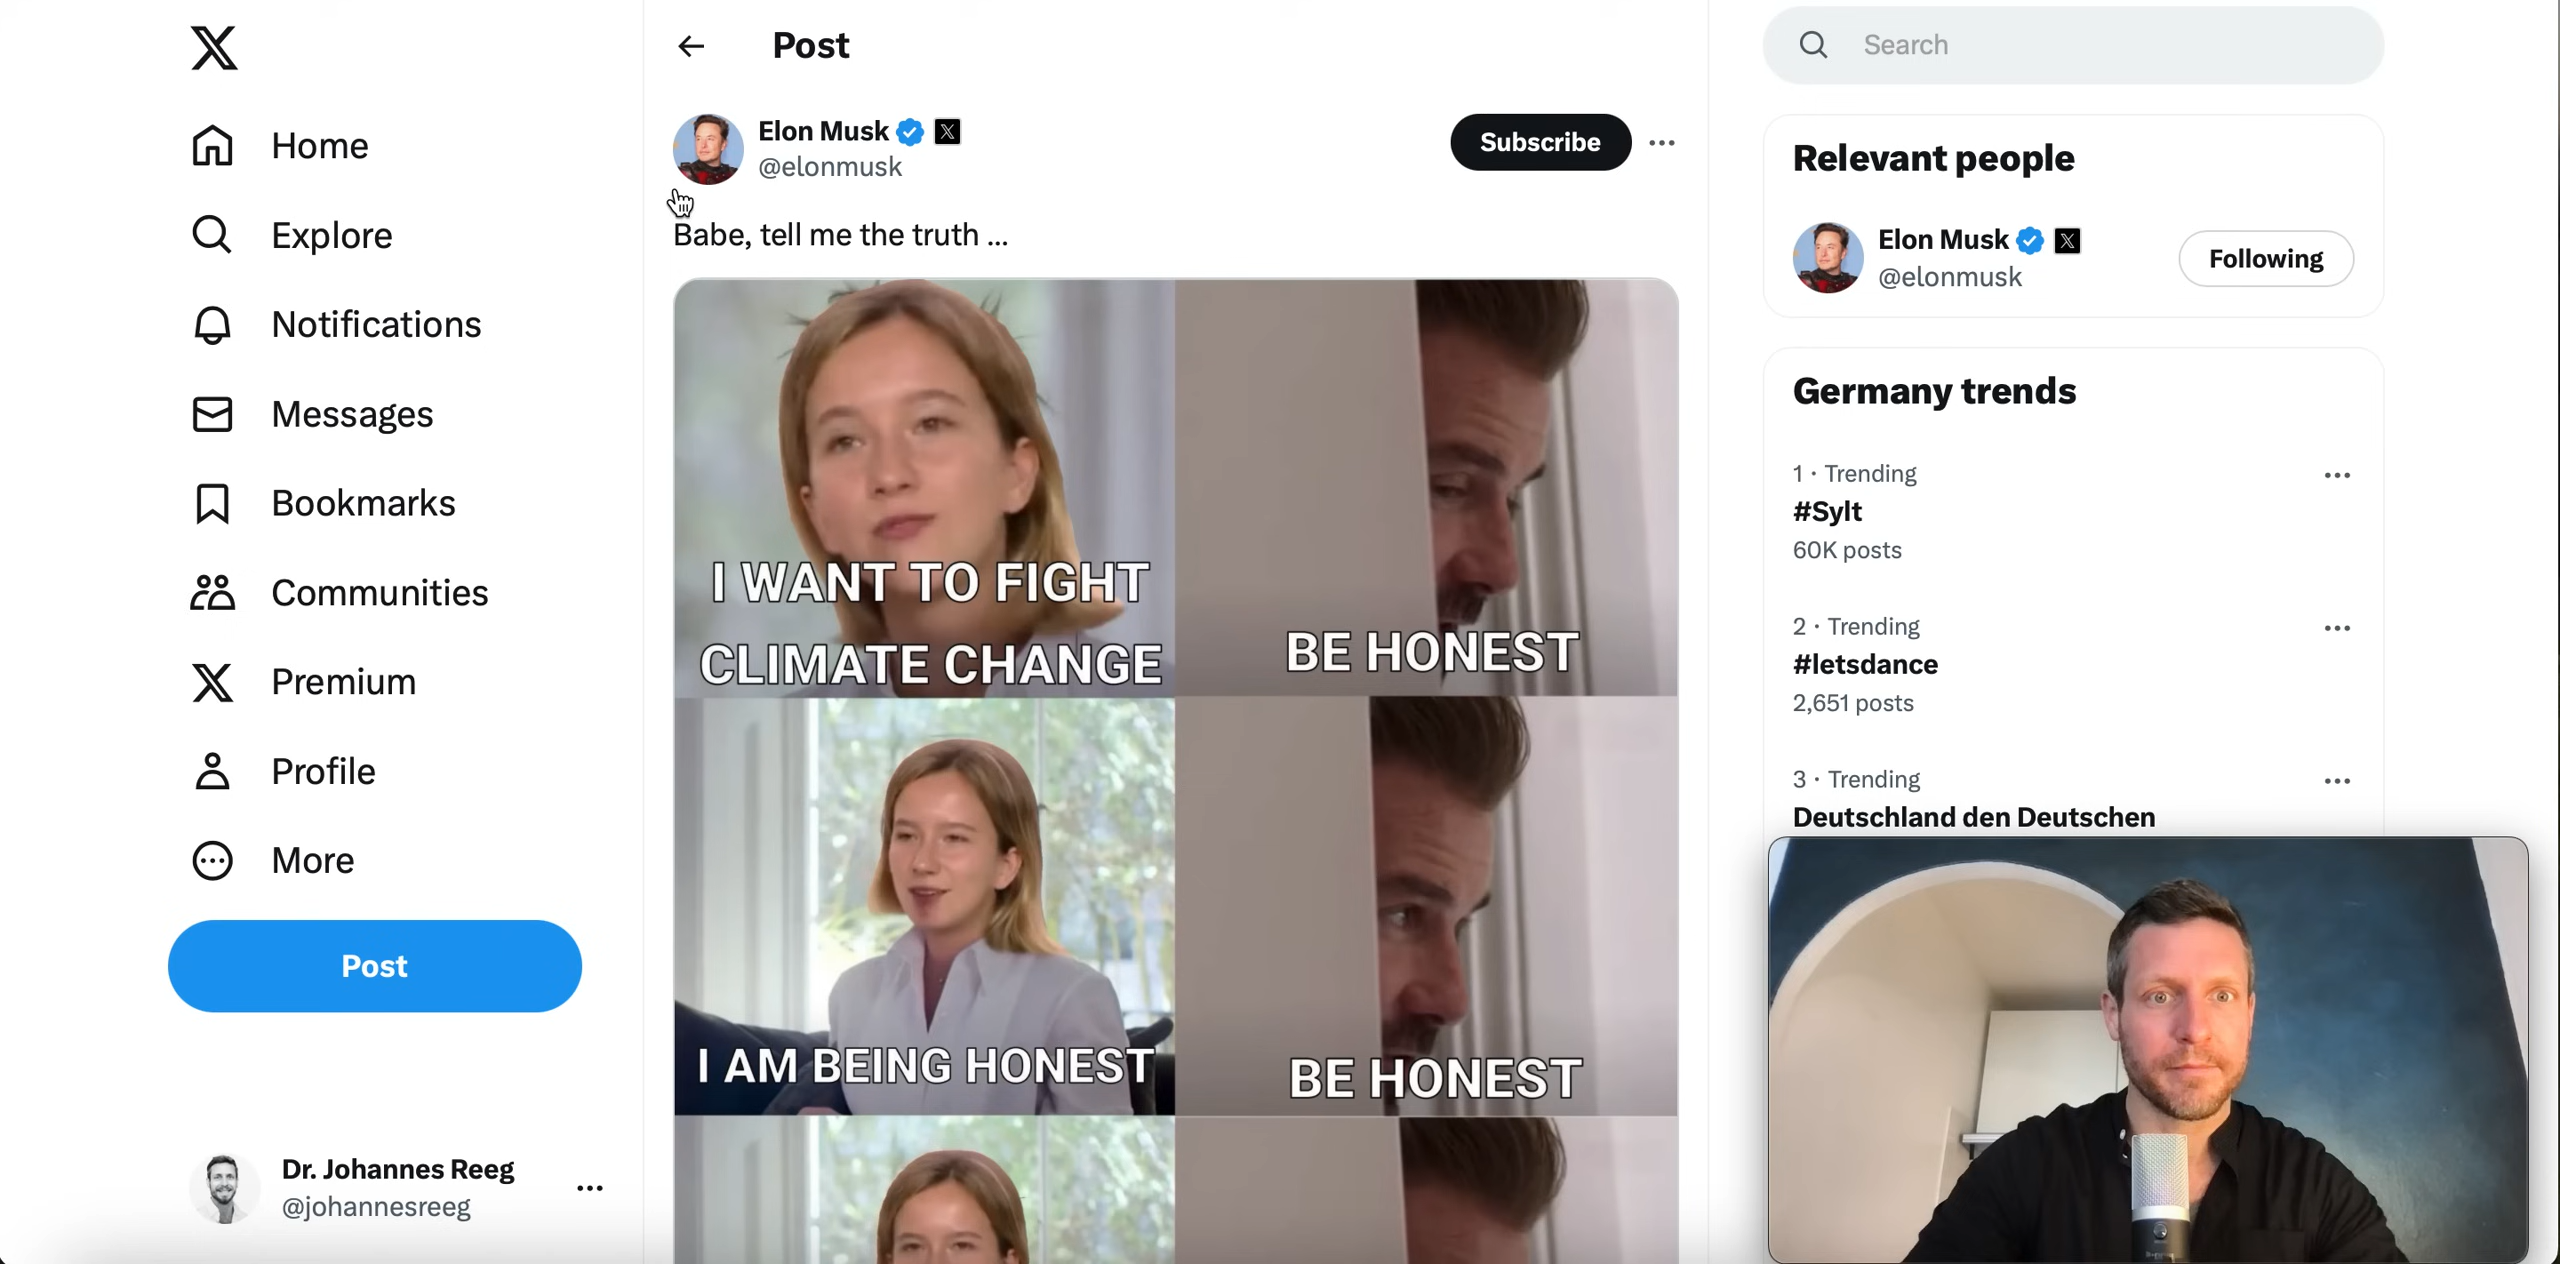 Home
Explore
Notifications
Messages
Bookmarks
Communities
Premium
Profile
More
Post
Dr. Johannes Reeg
@johannesreeg
Post
Elon Musk
@elonmusk
Subscribe
Babe, tell me the truth ...
I WANT TO FIGHT
CLIMATE CHANGE
BE HONEST
I AM BEING HONEST
BE HONEST
Search
Relevant people
Elon Musk
@elonmusk
Following
Germany trends
1 · Trending
#Sylt
60K posts
2 · Trending
#letsdance
2,651 posts
3 · Trending
Deutschland den Deutschen